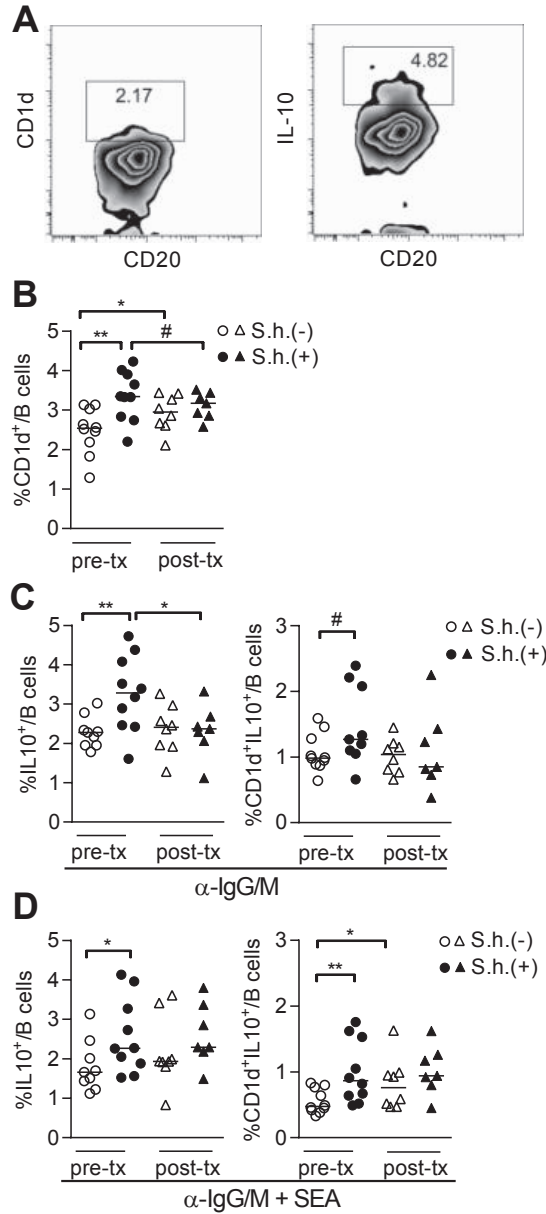 A
2.17
4.82
CD1d
IL-10
CD20
CD20
B
* S.h.(-)
** # S.h.(+)
%CD1d⁺/B cells
5
4
3
2
1
0
pre-tx post-tx
C
** *
# S.h.(-)
S.h.(+)
%IL10⁺/B cells
5
4
3
2
1
0
pre-tx post-tx
%CD1d⁺IL10⁺/B cells
3
2
1
0
pre-tx post-tx
α-IgG/M
D
*
* S.h.(-)
** S.h.(+)
%IL10⁺/B cells
5
4
3
2
1
0
pre-tx post-tx
%CD1d⁺IL10⁺/B cells
3
2
1
0
pre-tx post-tx
α-IgG/M + SEA